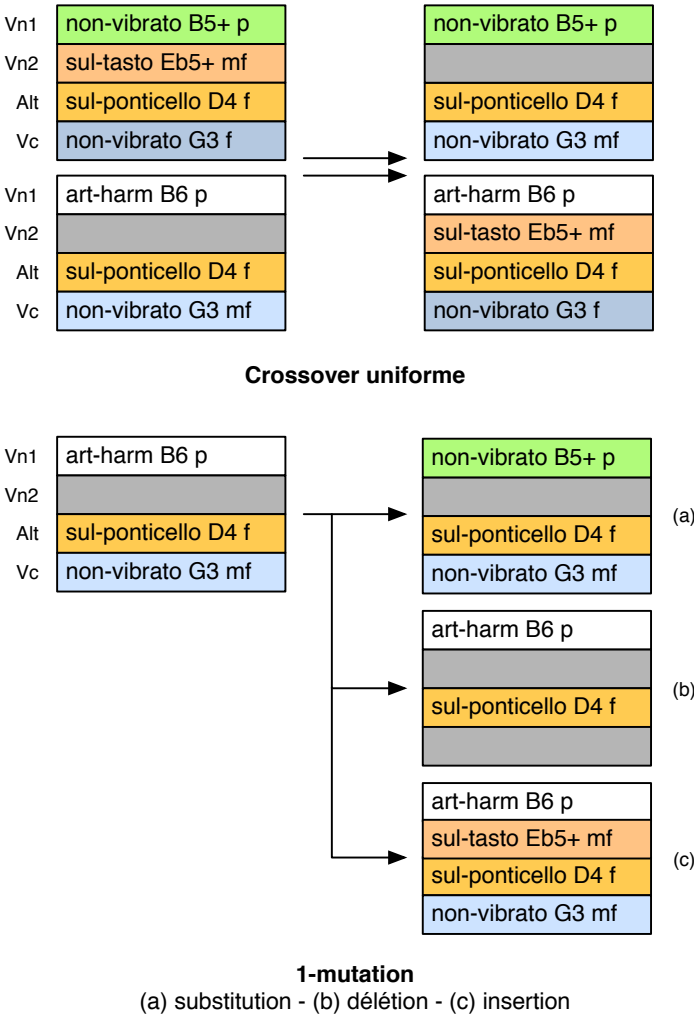 Vn1 non-vibrato B5+ p non-vibrato B5+ p
Vn2 sul-tasto Eb5+ mf
Alt sul-ponticello D4 f sul-ponticello D4 f
Vc non-vibrato G3 f non-vibrato G3 mf
Vn1 art-harm B6 p art-harm B6 p
Vn2 sul-tasto Eb5+ mf
Alt sul-ponticello D4 f sul-ponticello D4 f
Vc non-vibrato G3 mf non-vibrato G3 f
Crossover uniforme
Vn1 art-harm B6 p non-vibrato B5+ p
Vn2
(a)
Alt sul-ponticello D4 f sul-ponticello D4 f
Vc non-vibrato G3 mf non-vibrato G3 mf
art-harm B6 p
(b)
sul-ponticello D4 f
art-harm B6 p
sul-tasto Eb5+ mf
(c)
sul-ponticello D4 f
non-vibrato G3 mf
1-mutation
(a) substitution - (b) délétion - (c) insertion